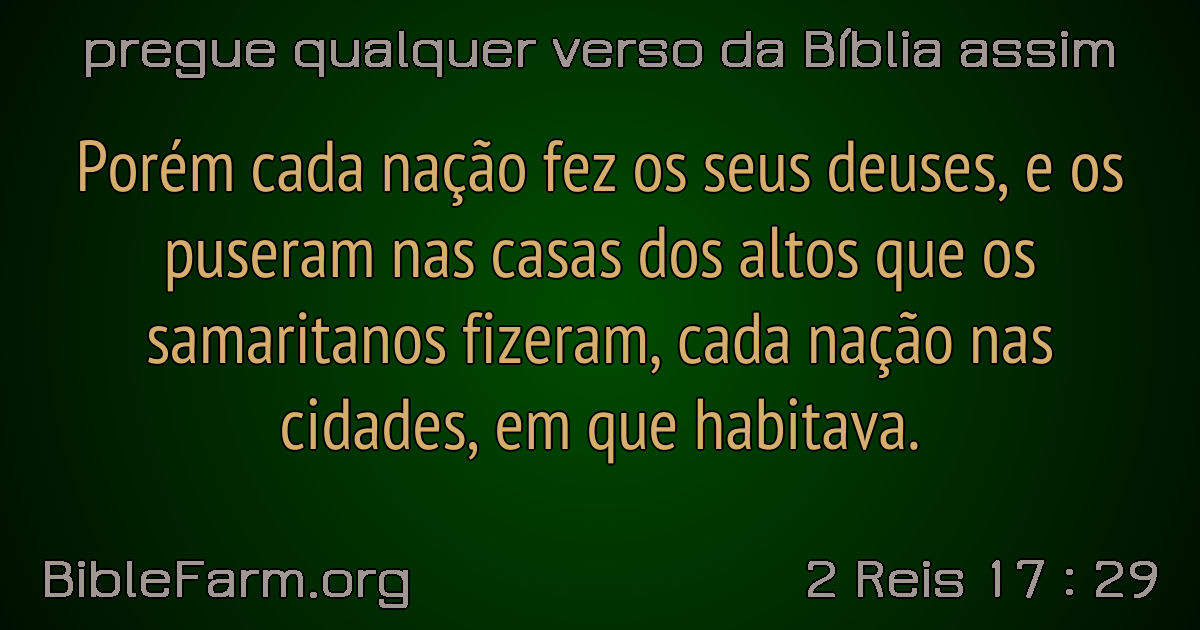 pregue qualquer verso da Bíblia assim
Porém cada nação fez os seus deuses, e os
puseram nas casas dos altos que os
samaritanos fizeram, cada nação nas
cidades, em que habitava.
BibleFarm.org
2 Reis 17 : 29